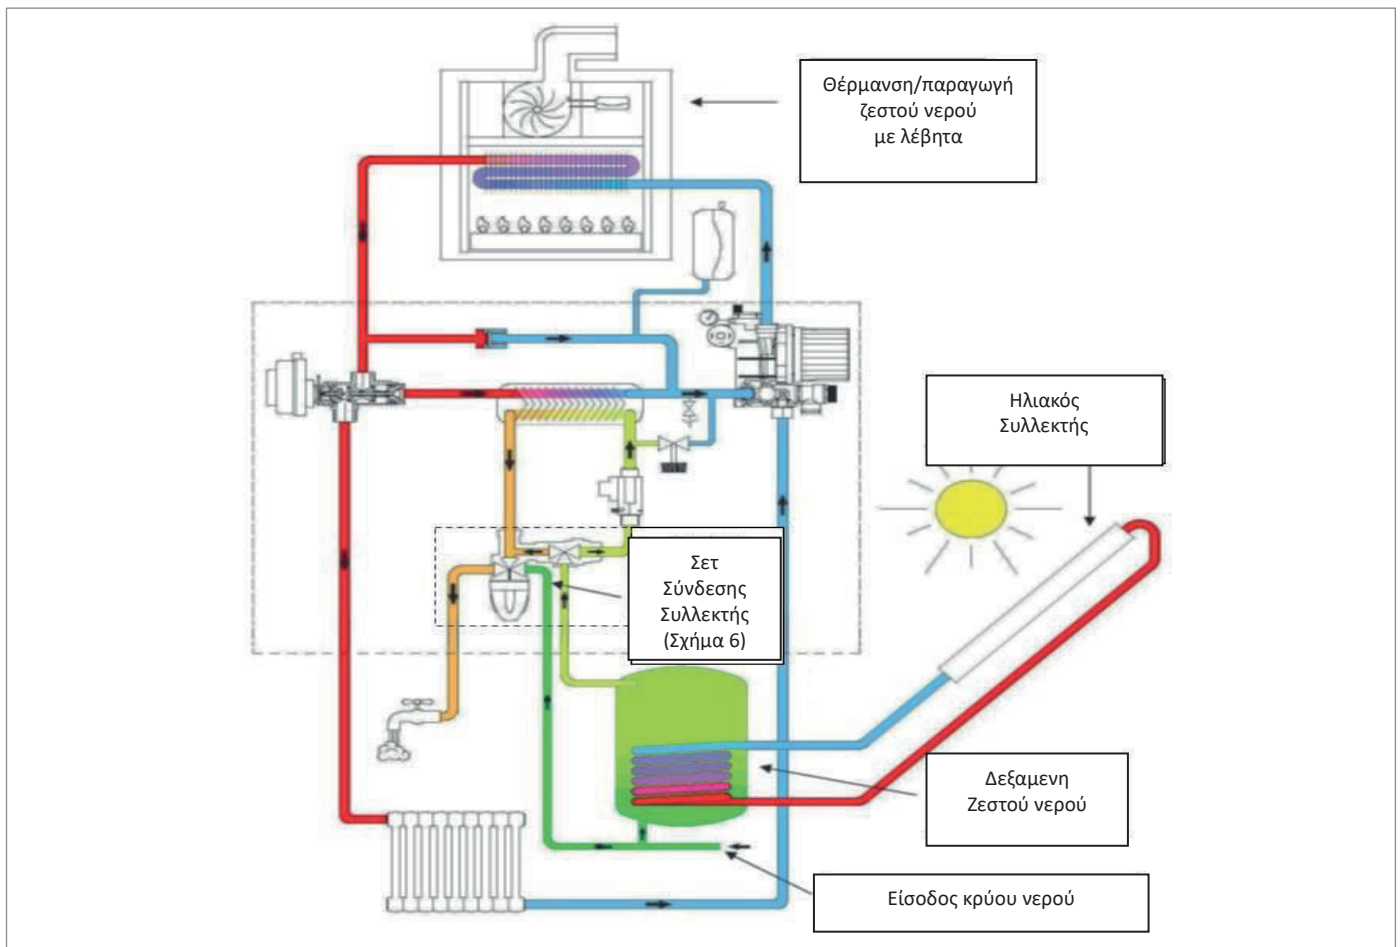 Θέρμανση/παραγωγή
ζεστού νερού
με λέβητα
Ηλιακός
Συλλεκτής
Σετ
Σύνδεσης
Συλλεκτής
(Σχήμα 6)
Δεξαμενη
Ζεστού νερού
Είσοδος κρύου νερού